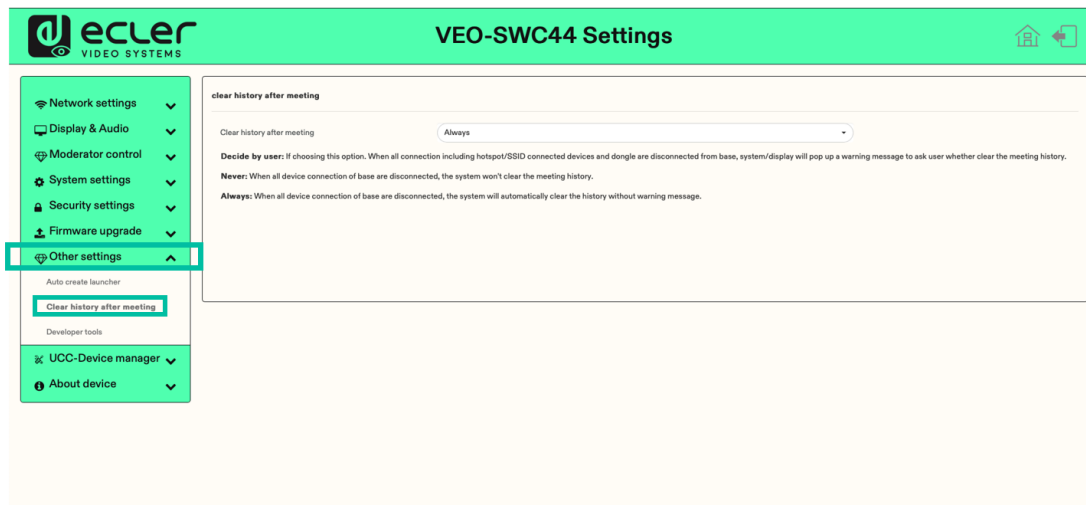 ecler
VIDEO SYSTEMS
VEO-SWC44 Settings
Network settings
Display & Audio
Moderator control
System settings
Security settings
Firmware upgrade
Other settings
Auto create launcher
Clear history after meeting
Developer tools
UCC-Device manager
About device
clear history after meeting
Clear history after meeting
Always
Decide by user: If choosing this option. When all connection including hotspot/SSID connected devices and dongle are disconnected from base, system/display will pop up a warning message to ask user whether clear the meeting history.
Never: When all device connection of base are disconnected, the system won't clear the meeting history.
Always: When all device connection of base are disconnected, the system will automatically clear the history without warning message.